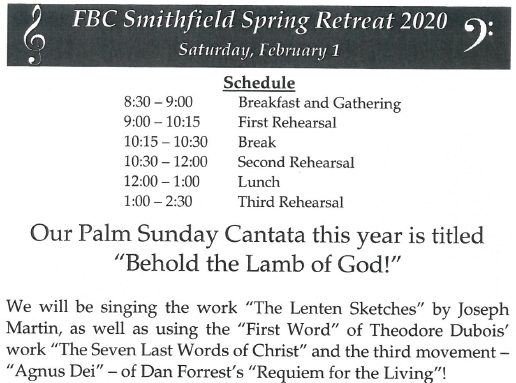 FBC Smithfield Spring Retreat 2020
Saturday, February 1
Schedule
8:30 – 9:00 Breakfast and Gathering
9:00 – 10:15 First Rehearsal
10:15 – 10:30 Break
10:30 – 12:00 Second Rehearsal
12:00 – 1:00 Lunch
1:00 – 2:30 Third Rehearsal
Our Palm Sunday Cantata this year is titled
“Behold the Lamb of God!”
We will be singing the work “The Lenten Sketches” by Joseph
Martin, as well as using the “First Word” of Theodore Dubois’
work “The Seven Last Words of Christ” and the third movement –
“Agnus Dei” – of Dan Forrest’s “Requiem for the Living”!